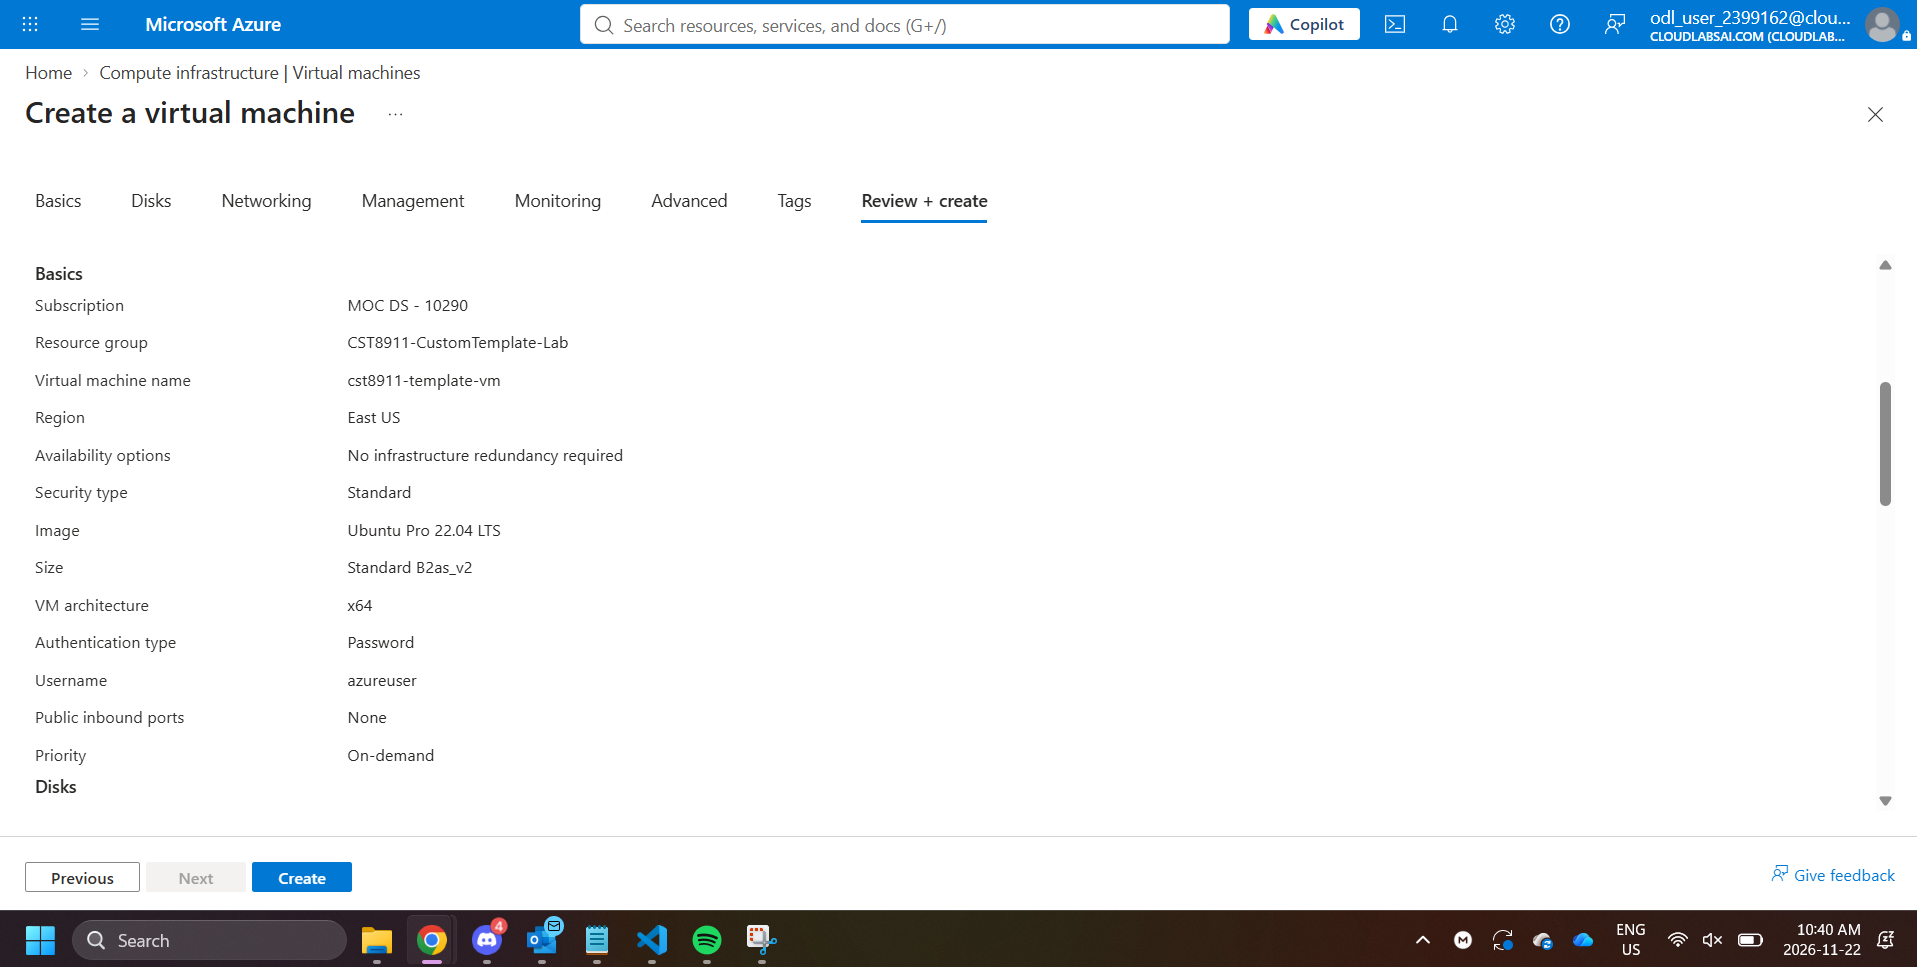 Microsoft Azure
Search resources, services, and docs (G+/)
Copilot
odl_user_2399162@clou...
CLOUDLABSAI.COM (CLOUDLAB...
Home > Compute infrastructure | Virtual machines
Create a virtual machine ...
Basics Disks Networking Management Monitoring Advanced Tags Review + create
Basics
Subscription MOC DS - 10290
Resource group CST8911-CustomTemplate-Lab
Virtual machine name cst8911-template-vm
Region East US
Availability options No infrastructure redundancy required
Security type Standard
Image Ubuntu Pro 22.04 LTS
Size Standard B2as_v2
VM architecture x64
Authentication type Password
Username azureuser
Public inbound ports None
Priority On-demand
Disks
Previous Next Create
Give feedback
Search
4
M
ENG
US
10:40 AM
2026-11-22